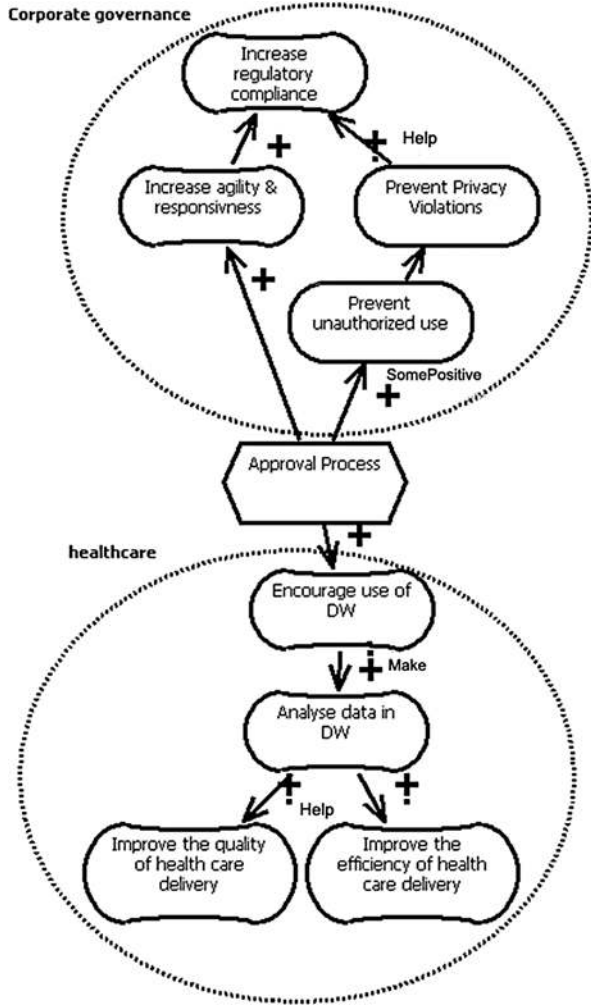 Corporate governance
Increase
regulatory
compliance
Help
Increase agility &
responsivness
Prevent Privacy
Violations
Prevent
unauthorized use
SomePositive
Approval Process
healthcare
Encourage use of
DW
Make
Analyse data in
DW
Help
Improve the quality
of health care
delivery
Improve the
efficiency of health
care delivery